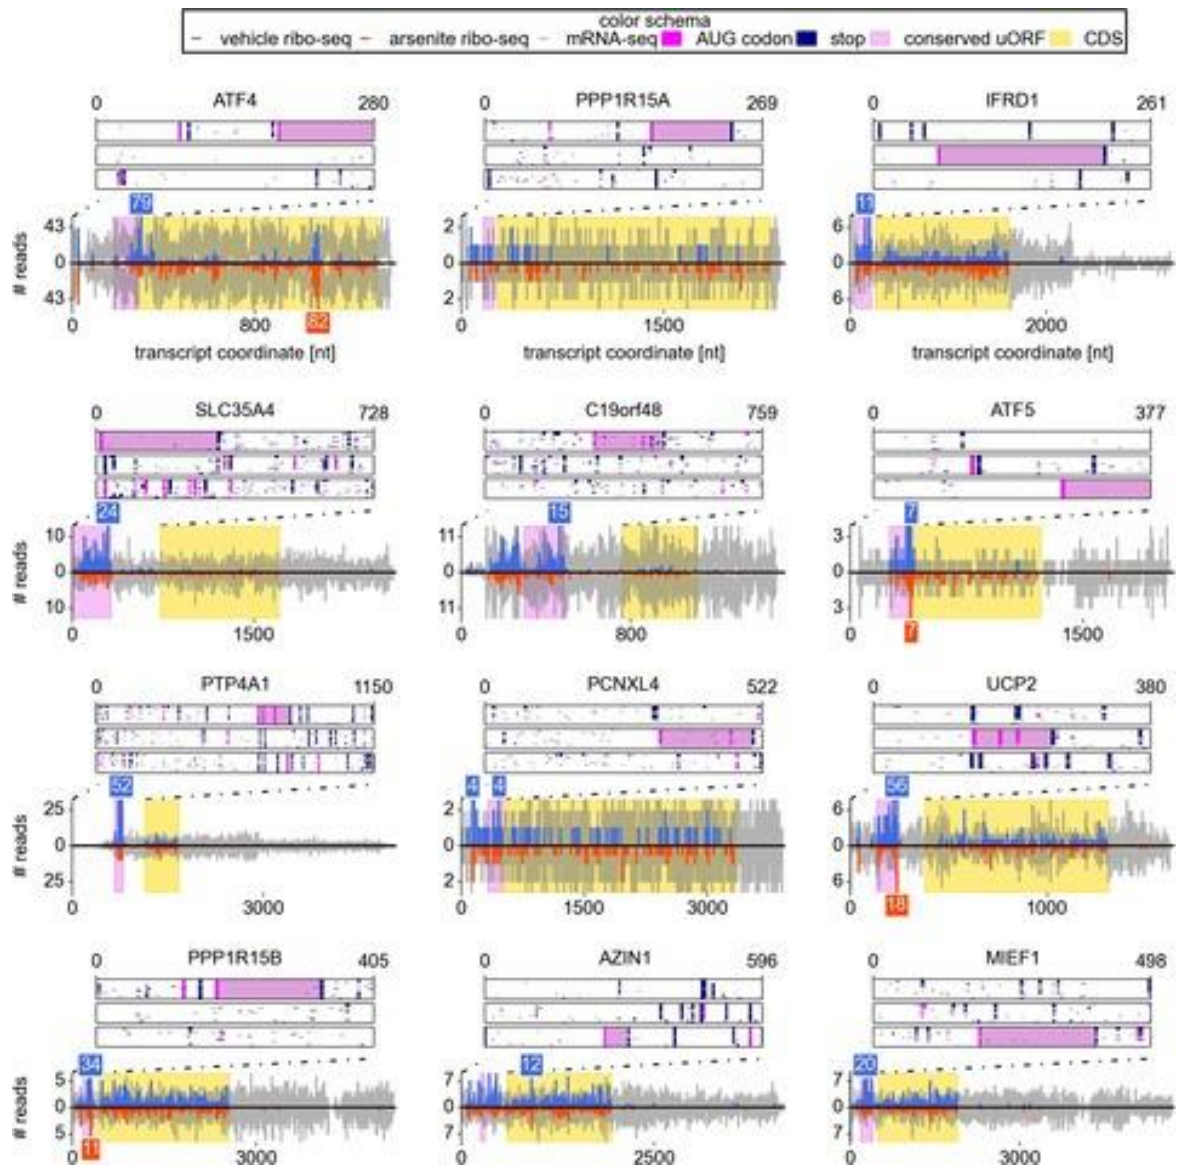 color schema
vehicle ribo-seq arsenite ribo-seq mRNA-seq AUG codon stop conserved uORF CDS
0 ATF4 280
0 PPP1R15A 269
0 IFRD1 261
79
11
43
0
43
# reads
2
0
2
6
0
6
0 800
82
0 1500
0 2000
transcript coordinate [nt]
transcript coordinate [nt]
transcript coordinate [nt]
0 SLC35A4 728
0 C19orf48 759
0 ATF5 377
24
15
7
10
0
10
# reads
11
0
11
3
0
3
0 1500
0 800
0 1500
7
0 PTP4A1 1150
0 PCNXL4 522
0 UCP2 380
52
4 4
56
25
0
25
# reads
2
0
2
6
0
6
0 3000
0 1500 3000
0 1000
18
0 PPP1R15B 405
0 AZIN1 596
0 MIEF1 498
34
12
20
5
0
5
# reads
7
0
7
7
0
7
11
0 3000
0 2500
0 3000